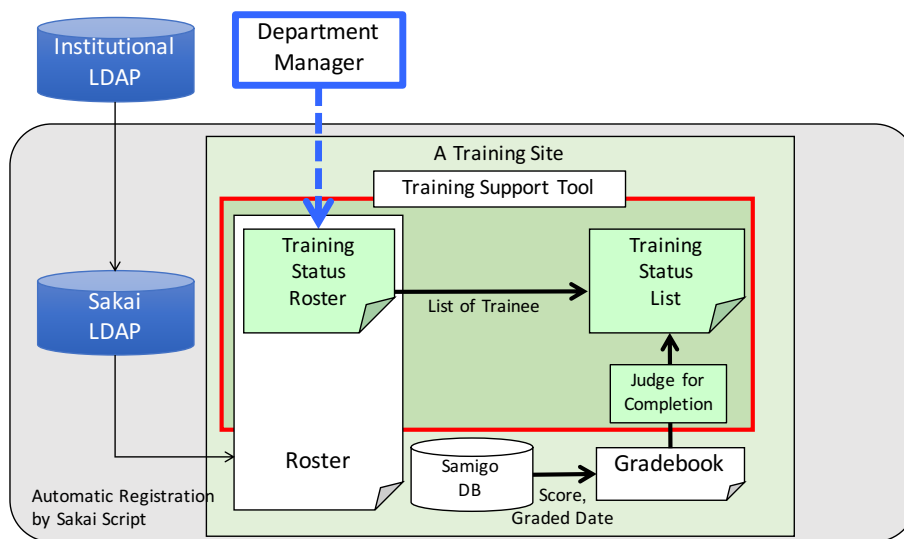 Institutional
LDAP
Department
Manager
A Training Site
Training Support Tool
Training
Status
Roster
Training
Status
List
List of Trainee
Sakai
LDAP
Judge for
Completion
Roster
Samigo
DB
Gradebook
Score,
Graded Date
Automatic Registration
by Sakai Script